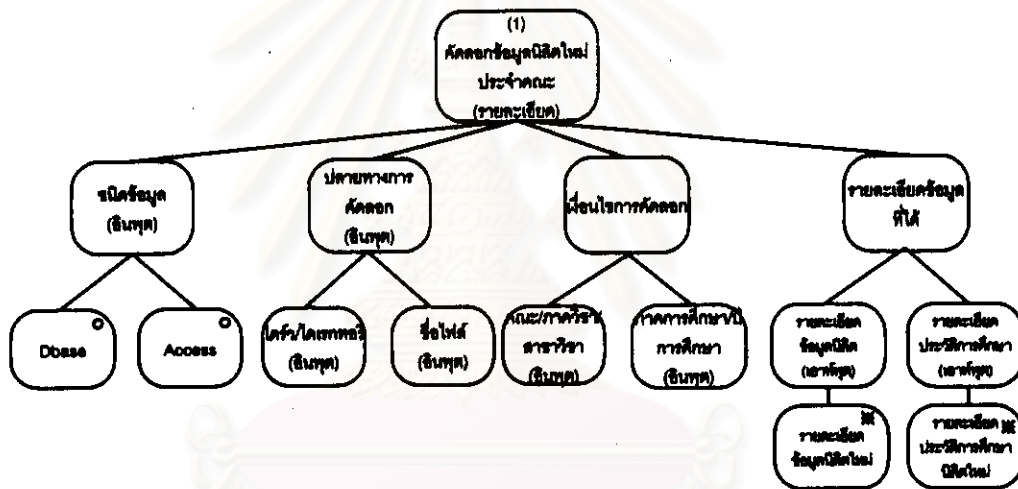 (1)
คัดลอกข้อมูลนิสิตใหม่
ประจำคณะ
(รายละเอียด)
ชนิดข้อมูล
(อินพุต)
ปลายทางการ
คัดลอก
(อินพุต)
เงื่อนไขการคัดลอก
รายละเอียดข้อมูล
ที่ได้
Dbase
Access
ไดร์ฟ/ไดเรกทอรี
(อินพุต)
ชื่อไฟล์
(อินพุต)
คณะ/ภาควิชา/
สาขาวิชา
(อินพุต)
ภาคการศึกษา/ปี
การศึกษา
(อินพุต)
รายละเอียด
ข้อมูลนิสิต
(เอาท์พุต)
รายละเอียด
ประวัติการศึกษา
(เอาท์พุต)
รายละเอียด
ข้อมูลนิสิตใหม่
รายละเอียด
ประวัติการศึกษา
นิสิตใหม่